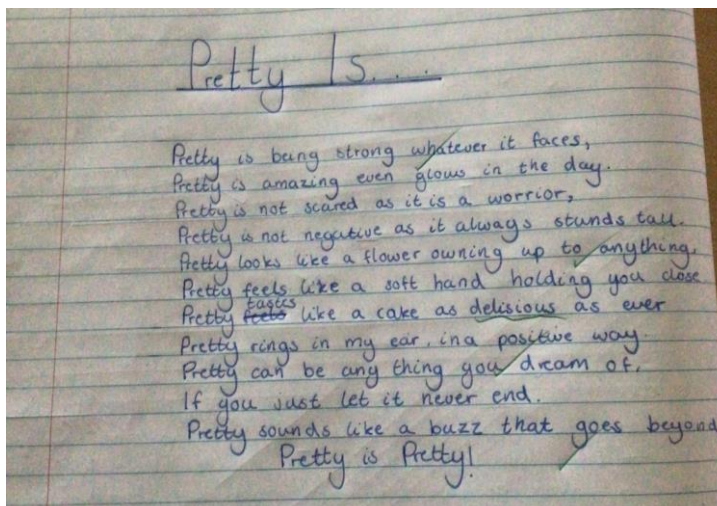 Pretty Is....
Pretty is being strong whatever it faces,
Pretty is amazing even glows in the day.
Pretty is not scared as it is a worrior,
Pretty is not negative as it always stands tall.
Pretty looks like a flower owning up to anything.
Pretty feels like a soft hand holding you close
Pretty tastes like a cake as delisious as ever
Pretty rings in my ear, in a positive way.
Pretty can be any thing you dream of,
If you just let it never end.
Pretty sounds like a buzz that goes beyond
Pretty is Pretty!